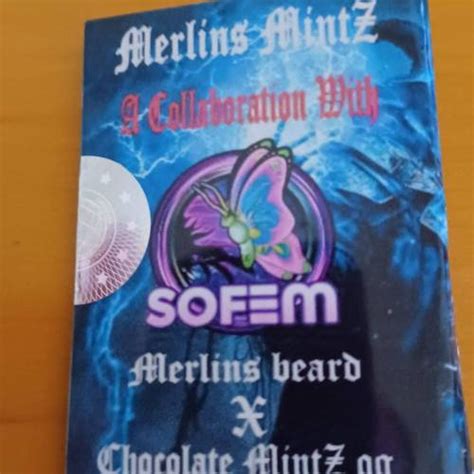 Merlins MintZ
A Collaboration With
SOFEM
Merlins beard
X
Chocolate MintZ og